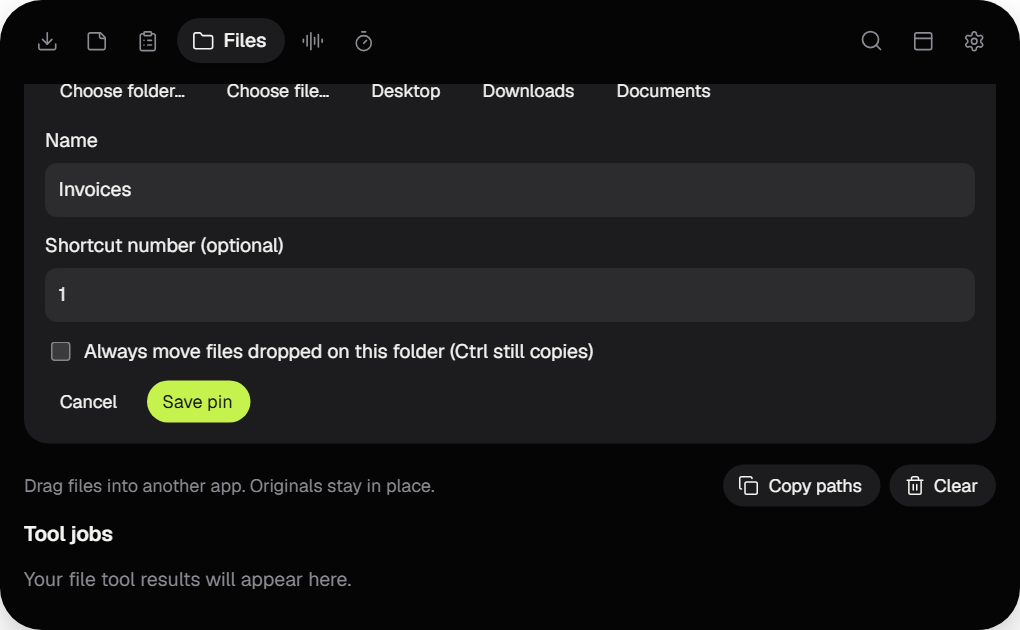 Files
Choose folder... Choose file... Desktop Downloads Documents
Name
Invoices
Shortcut number (optional)
1
Always move files dropped on this folder (Ctrl still copies)
Cancel Save pin
Drag files into another app. Originals stay in place. Copy paths Clear
Tool jobs
Your file tool results will appear here.